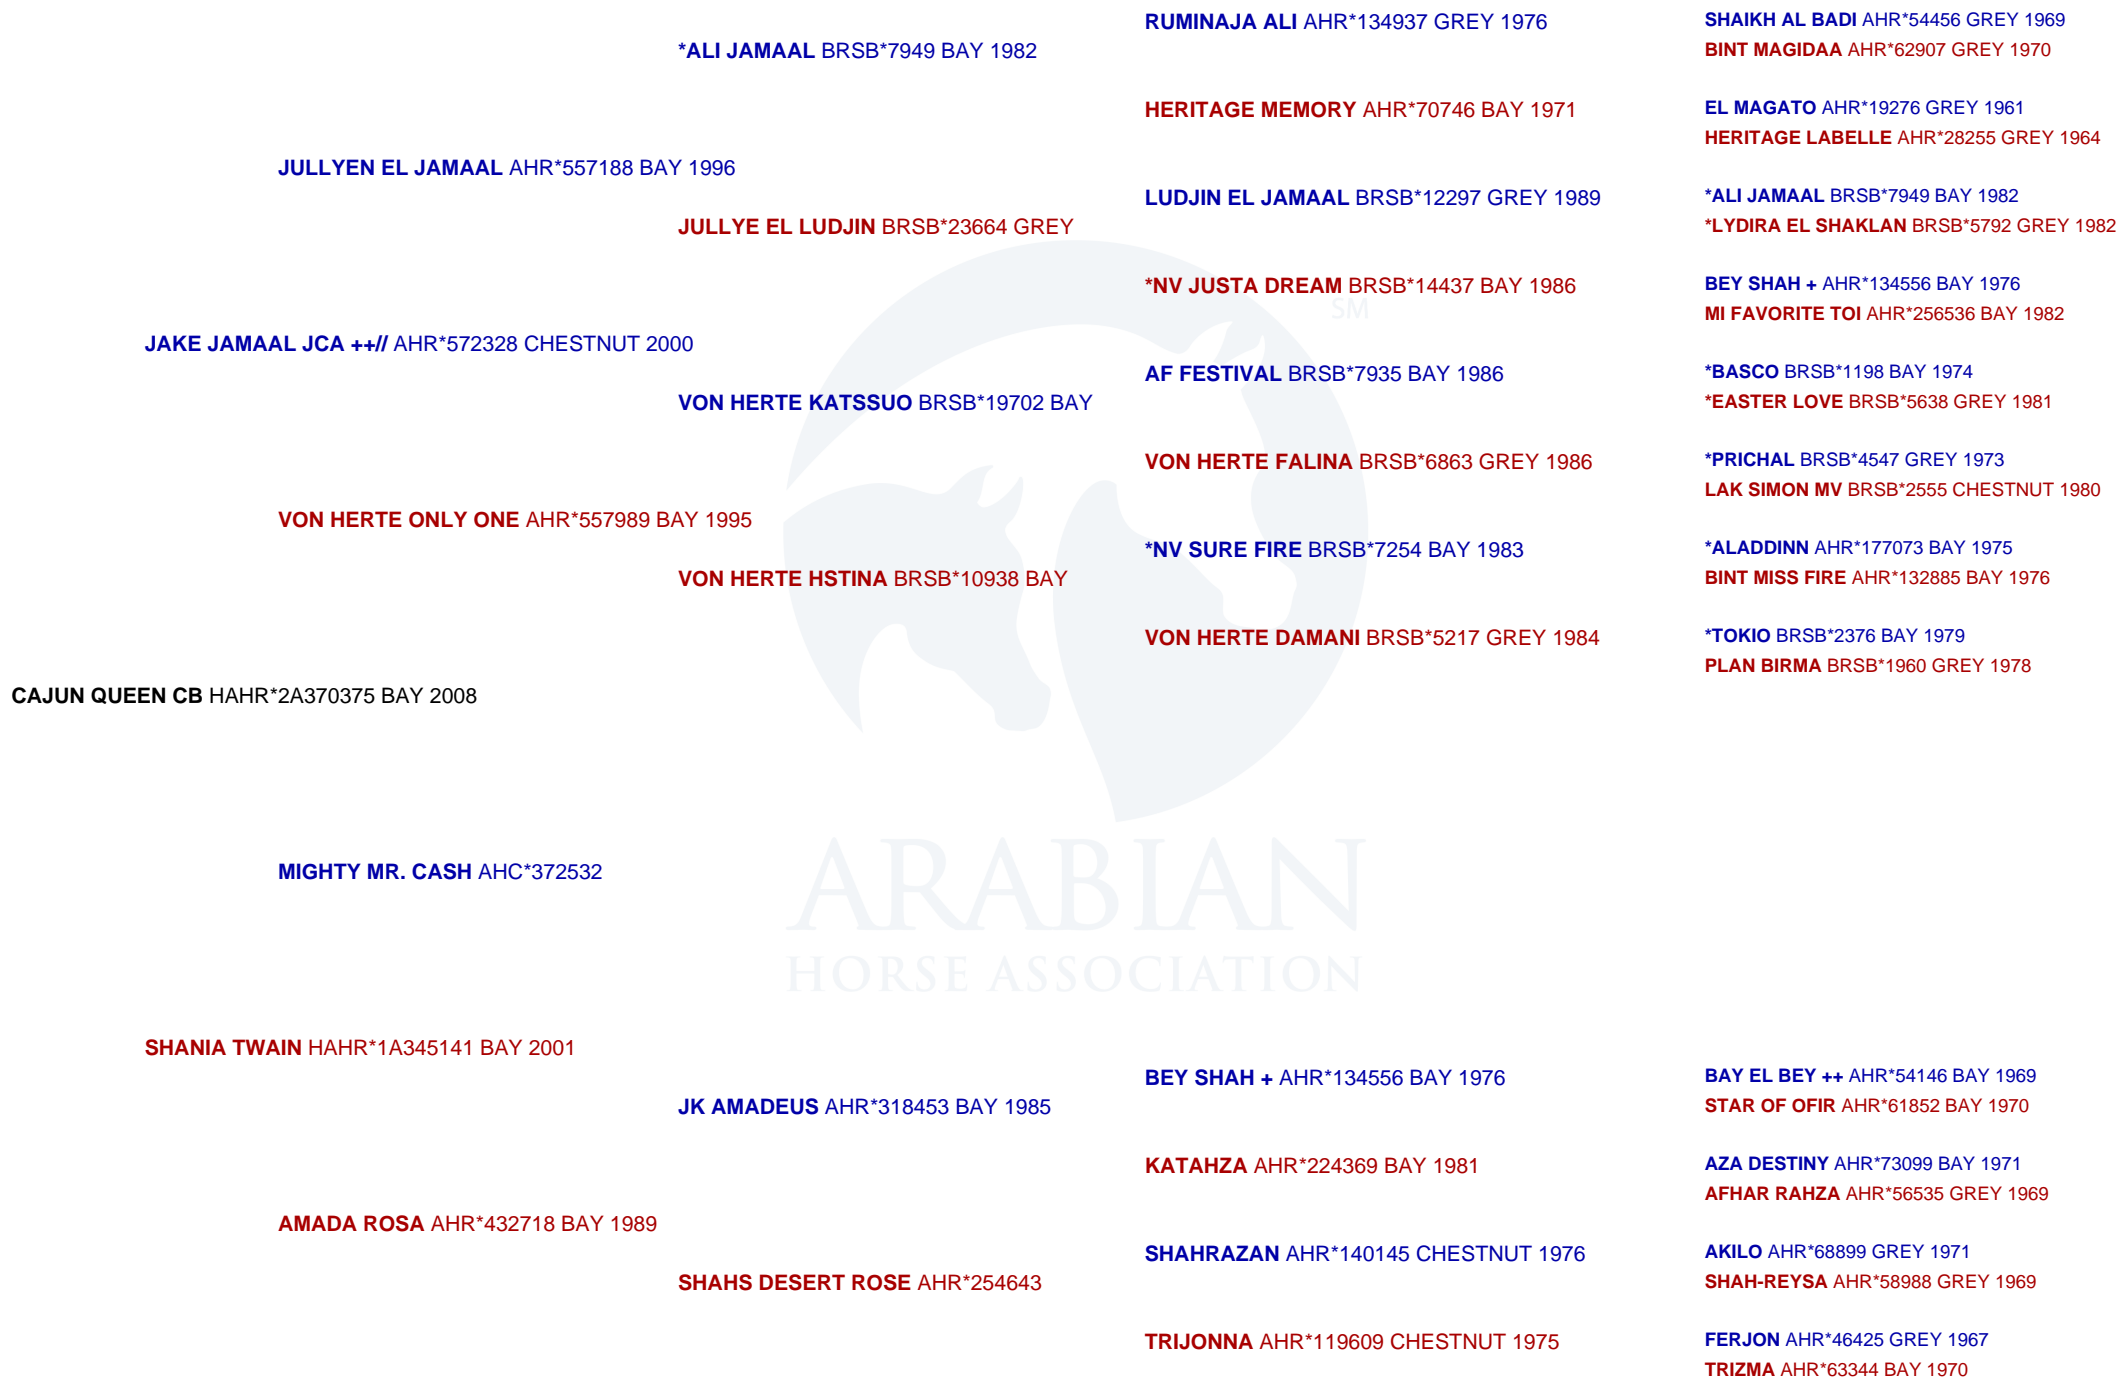 RUMINAJA ALI AHR*134937 GREY 1976
SHAIKH AL BADI AHR*54456 GREY 1969
*ALI JAMAAL BRSB*7949 BAY 1982
BINT MAGIDAA AHR*62907 GREY 1970
HERITAGE MEMORY AHR*70746 BAY 1971
EL MAGATO AHR*19276 GREY 1961
HERITAGE LABELLE AHR*28255 GREY 1964
JULLYEN EL JAMAAL AHR*557188 BAY 1996
LUDJIN EL JAMAAL BRSB*12297 GREY 1989
*ALI JAMAAL BRSB*7949 BAY 1982
JULLYE EL LUDJIN BRSB*23664 GREY
*LYDIRA EL SHAKLAN BRSB*5792 GREY 1982
*NV JUSTA DREAM BRSB*14437 BAY 1986
BEY SHAH + AHR*134556 BAY 1976
SM
MI FAVORITE TOI AHR*256536 BAY 1982
JAKE JAMAAL JCA ++// AHR*572328 CHESTNUT 2000
AF FESTIVAL BRSB*7935 BAY 1986
*BASCO BRSB*1198 BAY 1974
VON HERTE KATSSUO BRSB*19702 BAY
*EASTER LOVE BRSB*5638 GREY 1981
VON HERTE FALINA BRSB*6863 GREY 1986
*PRICHAL BRSB*4547 GREY 1973
LAK SIMON MV BRSB*2555 CHESTNUT 1980
VON HERTE ONLY ONE AHR*557989 BAY 1995
*NV SURE FIRE BRSB*7254 BAY 1983
*ALADDINN AHR*177073 BAY 1975
VON HERTE HSTINA BRSB*10938 BAY
BINT MISS FIRE AHR*132885 BAY 1976
VON HERTE DAMANI BRSB*5217 GREY 1984
*TOKIO BRSB*2376 BAY 1979
PLAN BIRMA BRSB*1960 GREY 1978
CAJUN QUEEN CB HAHR*2A370375 BAY 2008
MIGHTY MR. CASH AHC*372532
ARABIAN
HORSE ASSOCIATION
SHANIA TWAIN HAHR*1A345141 BAY 2001
BEY SHAH + AHR*134556 BAY 1976
BAY EL BEY ++ AHR*54146 BAY 1969
JK AMADEUS AHR*318453 BAY 1985
STAR OF OFIR AHR*61852 BAY 1970
KATAHZA AHR*224369 BAY 1981
AZA DESTINY AHR*73099 BAY 1971
AFHAR RAHZA AHR*56535 GREY 1969
AMADA ROSA AHR*432718 BAY 1989
SHAHRAZAN AHR*140145 CHESTNUT 1976
AKILO AHR*68899 GREY 1971
SHAHS DESERT ROSE AHR*254643
SHAH-REYSA AHR*58988 GREY 1969
TRIJONNA AHR*119609 CHESTNUT 1975
FERJON AHR*46425 GREY 1967
TRIZMA AHR*63344 BAY 1970